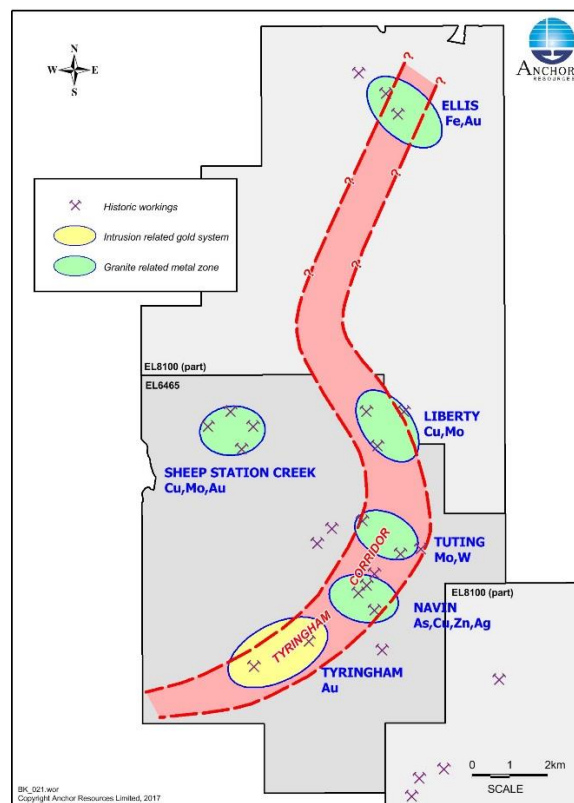 N
W E
S
ANCHOR
RESOURCES
?
?
ELLIS
Fe,Au
Historic workings
Intrusion related gold system
Granite related metal zone
?
?
?
?
EL8100 (part)
EL6465
LIBERTY
Cu,Mo
SHEEP STATION CREEK
Cu,Mo,Au
TUTING
Mo,W
CORRIDOR
EL8100 (part)
NAVIN
As,Cu,Zn,Ag
TYRINGHAM
TYRINGHAM
Au
0 1 2km
SCALE
BK_021.wor
Copyright Anchor Resources Limited, 2017